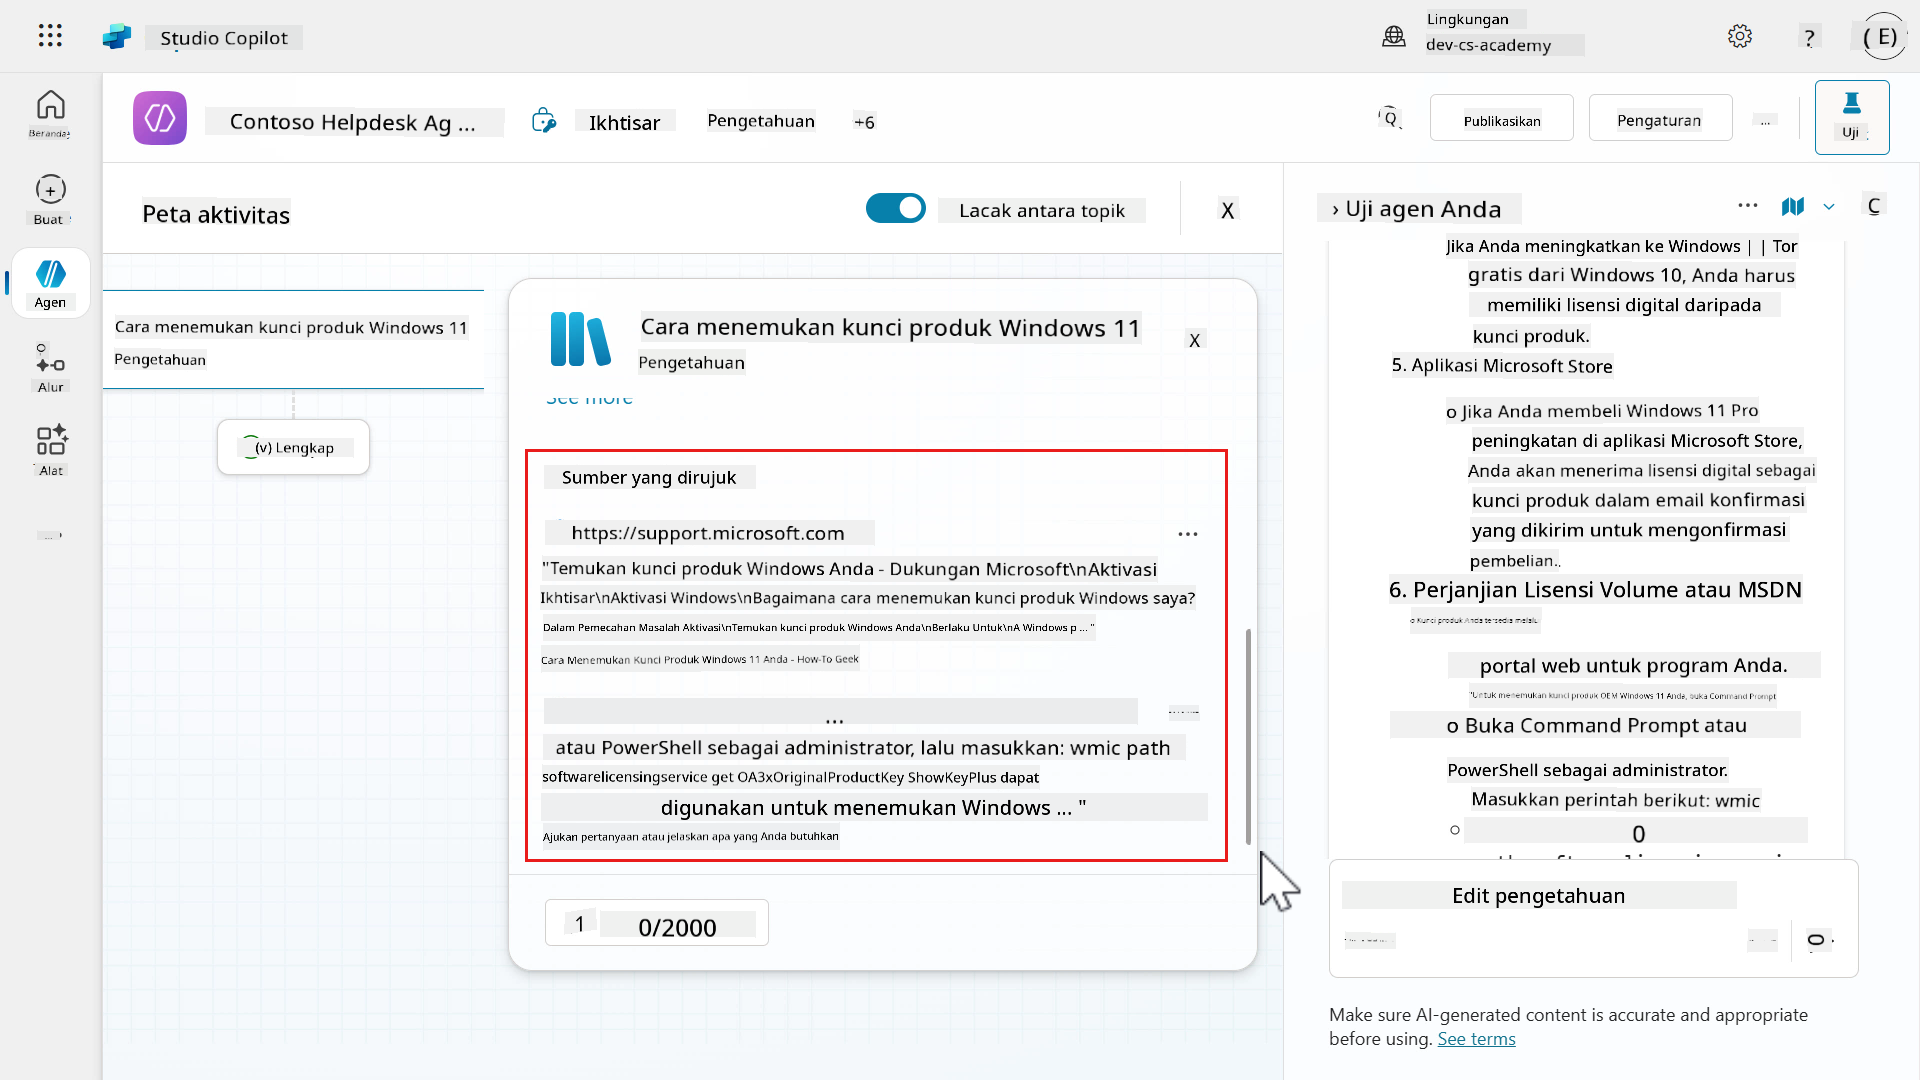 Studio Copilot
Lingkungan
dev-cs-academy
?
( E)
Beranda
Buat
Agen
Alur
Alat
Contoso Helpdesk Ag ...
Ikhtisar
Pengetahuan
+6
Q
Publikasikan
Pengaturan
...
Uji
Peta aktivitas
Lacak antara topik
X
Cara menemukan kunci produk Windows 11
Pengetahuan
(v) Lengkap
Cara menemukan kunci produk Windows 11
Pengetahuan
X
See more
Sumber yang dirujuk
https://support.microsoft.com
...
"Temukan kunci produk Windows Anda - Dukungan Microsoft\nAktivasi
Ikhtisar\nAktivasi Windows\nBagaimana cara menemukan kunci produk Windows saya?
Dalam Pemecahan Masalah Aktivasi\nTemukan kunci produk Windows Anda\nBerlaku Untuk\nA Windows p ... "
Cara Menemukan Kunci Produk Windows 11 Anda - How-To Geek
...
atau PowerShell sebagai administrator, lalu masukkan: wmic path
softwarelicensingservice get OA3xOriginalProductKey ShowKeyPlus dapat
digunakan untuk menemukan Windows ... "
Ajukan pertanyaan atau jelaskan apa yang Anda butuhkan
1
0/2000
› Uji agen Anda
...
C
Jika Anda meningkatkan ke Windows | | Tor
gratis dari Windows 10, Anda harus
memiliki lisensi digital daripada
kunci produk.
5. Aplikasi Microsoft Store
o Jika Anda membeli Windows 11 Pro
peningkatan di aplikasi Microsoft Store,
Anda akan menerima lisensi digital sebagai
kunci produk dalam email konfirmasi
yang dikirim untuk mengonfirmasi
pembelian..
6. Perjanjian Lisensi Volume atau MSDN
o Kunci produk Anda tersedia melalui
portal web untuk program Anda.
"Untuk menemukan kunci produk OEM Windows 11 Anda, buka Command Prompt
o Buka Command Prompt atau
PowerShell sebagai administrator.
Masukkan perintah berikut: wmic
0
Edit pengetahuan
Make sure AI-generated content is accurate and appropriate
before using. See terms